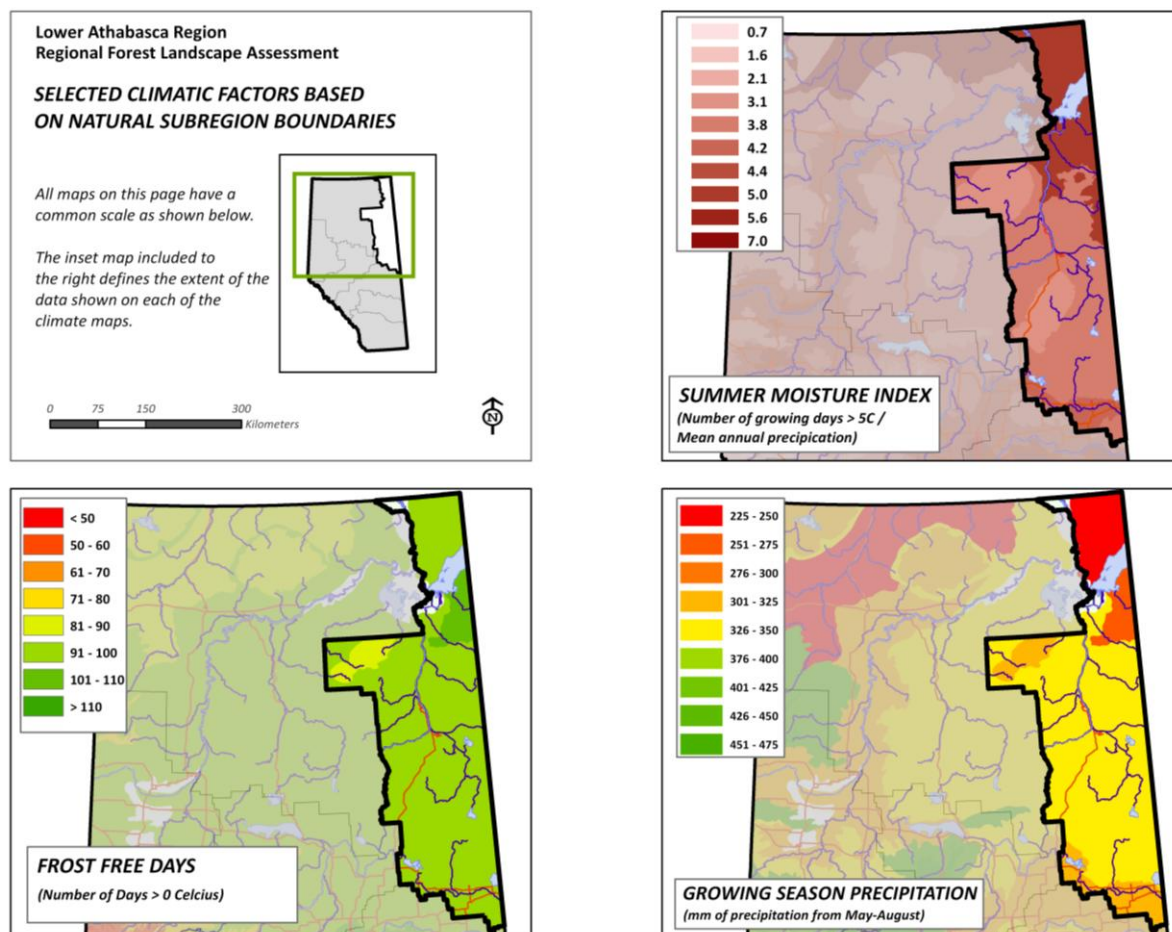 Lower Athabasca Region
Regional Forest Landscape Assessment
SELECTED CLIMATIC FACTORS BASED
ON NATURAL SUBREGION BOUNDARIES
All maps on this page have a
common scale as shown below.
The inset map included to
the right defines the extent of the
data shown on each of the
climate maps.
0 75 150 300
Kilometers
N
0.7
1.6
2.1
3.1
3.8
4.2
4.4
5.0
5.6
7.0
SUMMER MOISTURE INDEX
(Number of growing days > 5C /
Mean annual precipication)
< 50
50 - 60
61 - 70
71 - 80
81 - 90
91 - 100
101 - 110
> 110
FROST FREE DAYS
(Number of Days > 0 Celcius)
225 - 250
251 - 275
276 - 300
301 - 325
326 - 350
376 - 400
401 - 425
426 - 450
451 - 475
GROWING SEASON PRECIPITATION
(mm of precipitation from May-August)